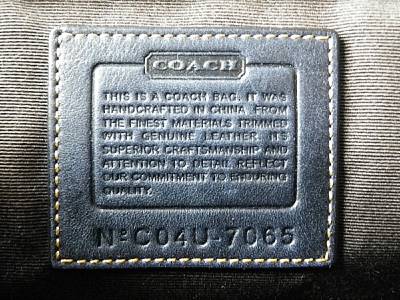 COACH
THIS IS A COACH BAG. IT WAS
HANDCRAFTED IN CHINA, FROM
THE FINEST MATERIALS TRIMMED
WITH GENUINE LEATHER. ITS
SUPERIOR CRAFTSMANSHIP AND
ATTENTION TO DETAIL REFLECT
OUR COMMITMENT TO ENDURING
QUALITY.
Nº C04U-7065